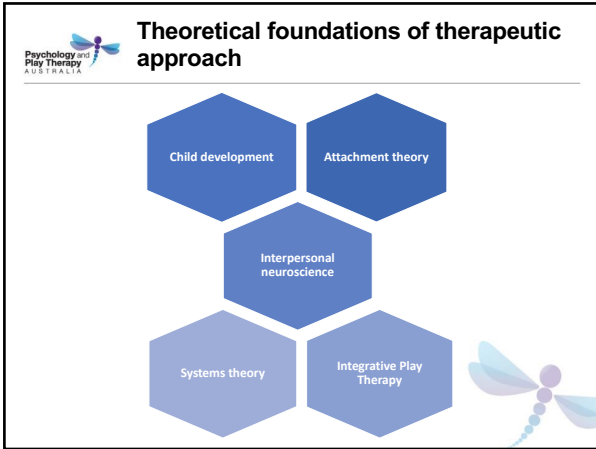 Psychology and
Play Therapy
AUSTRALIA
Theoretical foundations of therapeutic
approach
Child development
Attachment theory
Interpersonal
neuroscience
Systems theory
Integrative Play
Therapy